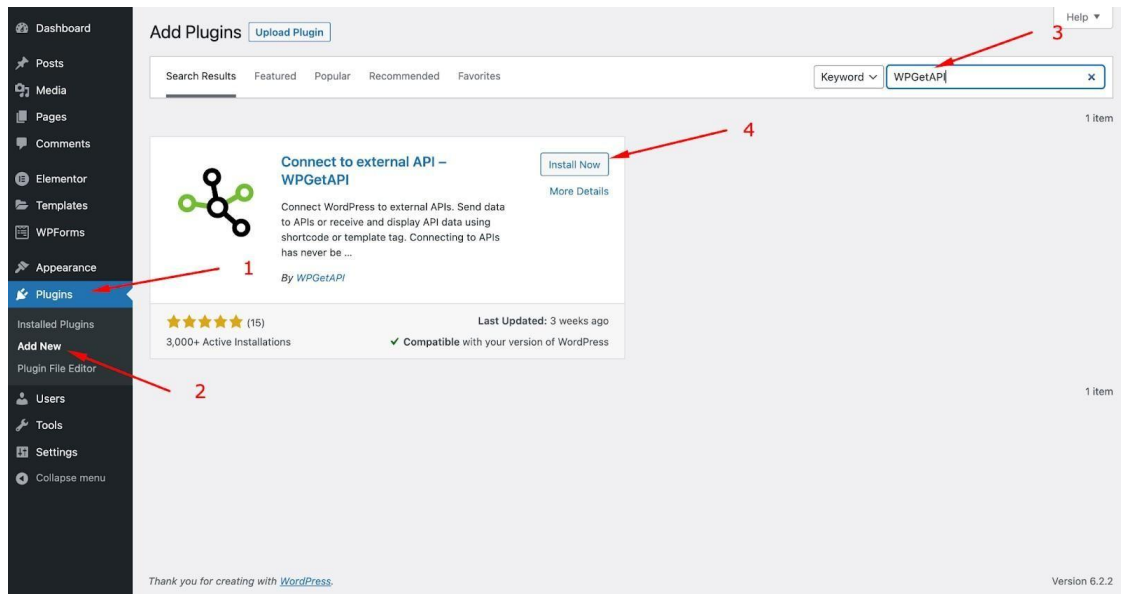 Dashboard
Posts
Media
Pages
Comments
Elementor
Templates
WPForms
Appearance
Plugins
Installed Plugins
Add New
Plugin File Editor
Users
Tools
Settings
Collapse menu
Add Plugins Upload Plugin
Help ▼
Search Results Featured Popular Recommended Favorites
Keyword WPGetAPI ×
3
1 item
4
Connect to external API –
WPGetAPI
Install Now
More Details
Connect WordPress to external APIs. Send data
to APIs or receive and display API data using
shortcode or template tag. Connecting to APIs
has never be ...
By WPGetAPI
1
(15)
3,000+ Active Installations
Last Updated: 3 weeks ago
✔ Compatible with your version of WordPress
2
1 item
Thank you for creating with WordPress.
Version 6.2.2